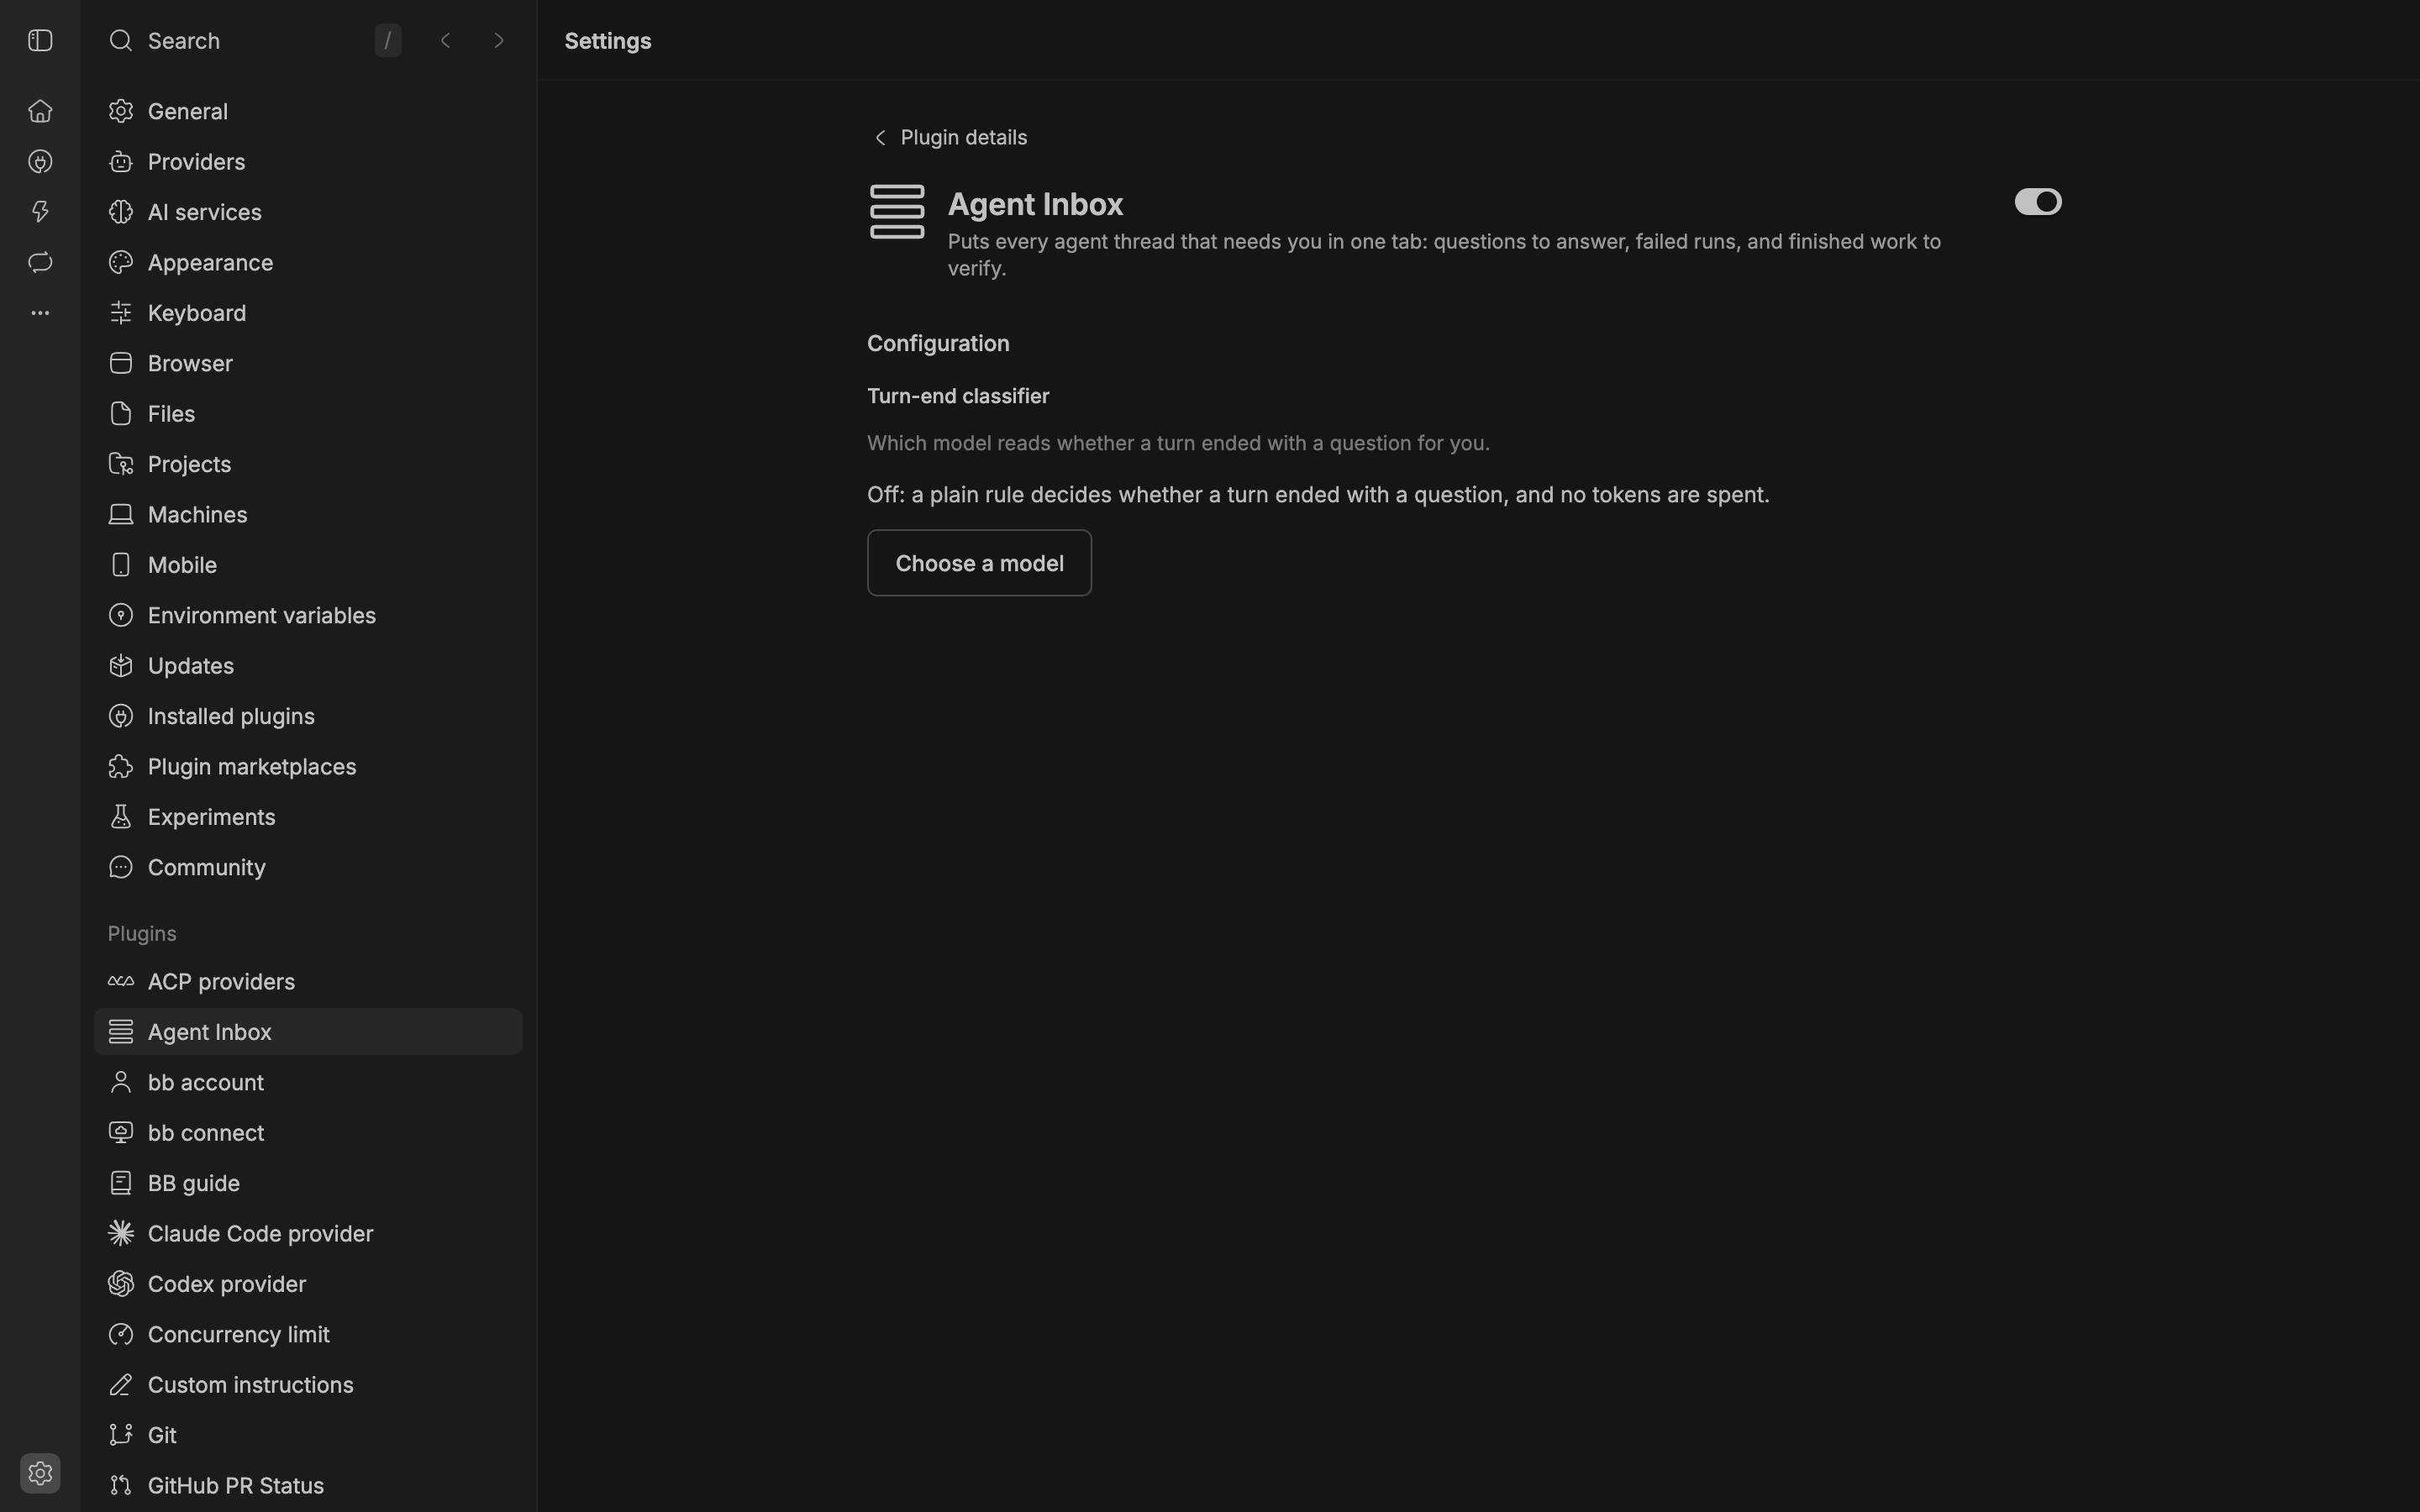 Search
/
General
Providers
AI services
Appearance
Keyboard
Browser
Files
Projects
Machines
Mobile
Environment variables
Updates
Installed plugins
Plugin marketplaces
Experiments
Community
Plugins
ACP providers
Agent Inbox
bb account
bb connect
BB guide
Claude Code provider
Codex provider
Concurrency limit
Custom instructions
Git
GitHub PR Status
Settings
Plugin details
Agent Inbox
Puts every agent thread that needs you in one tab: questions to answer, failed runs, and finished work to
verify.
Configuration
Turn-end classifier
Which model reads whether a turn ended with a question for you.
Off: a plain rule decides whether a turn ended with a question, and no tokens are spent.
Choose a model